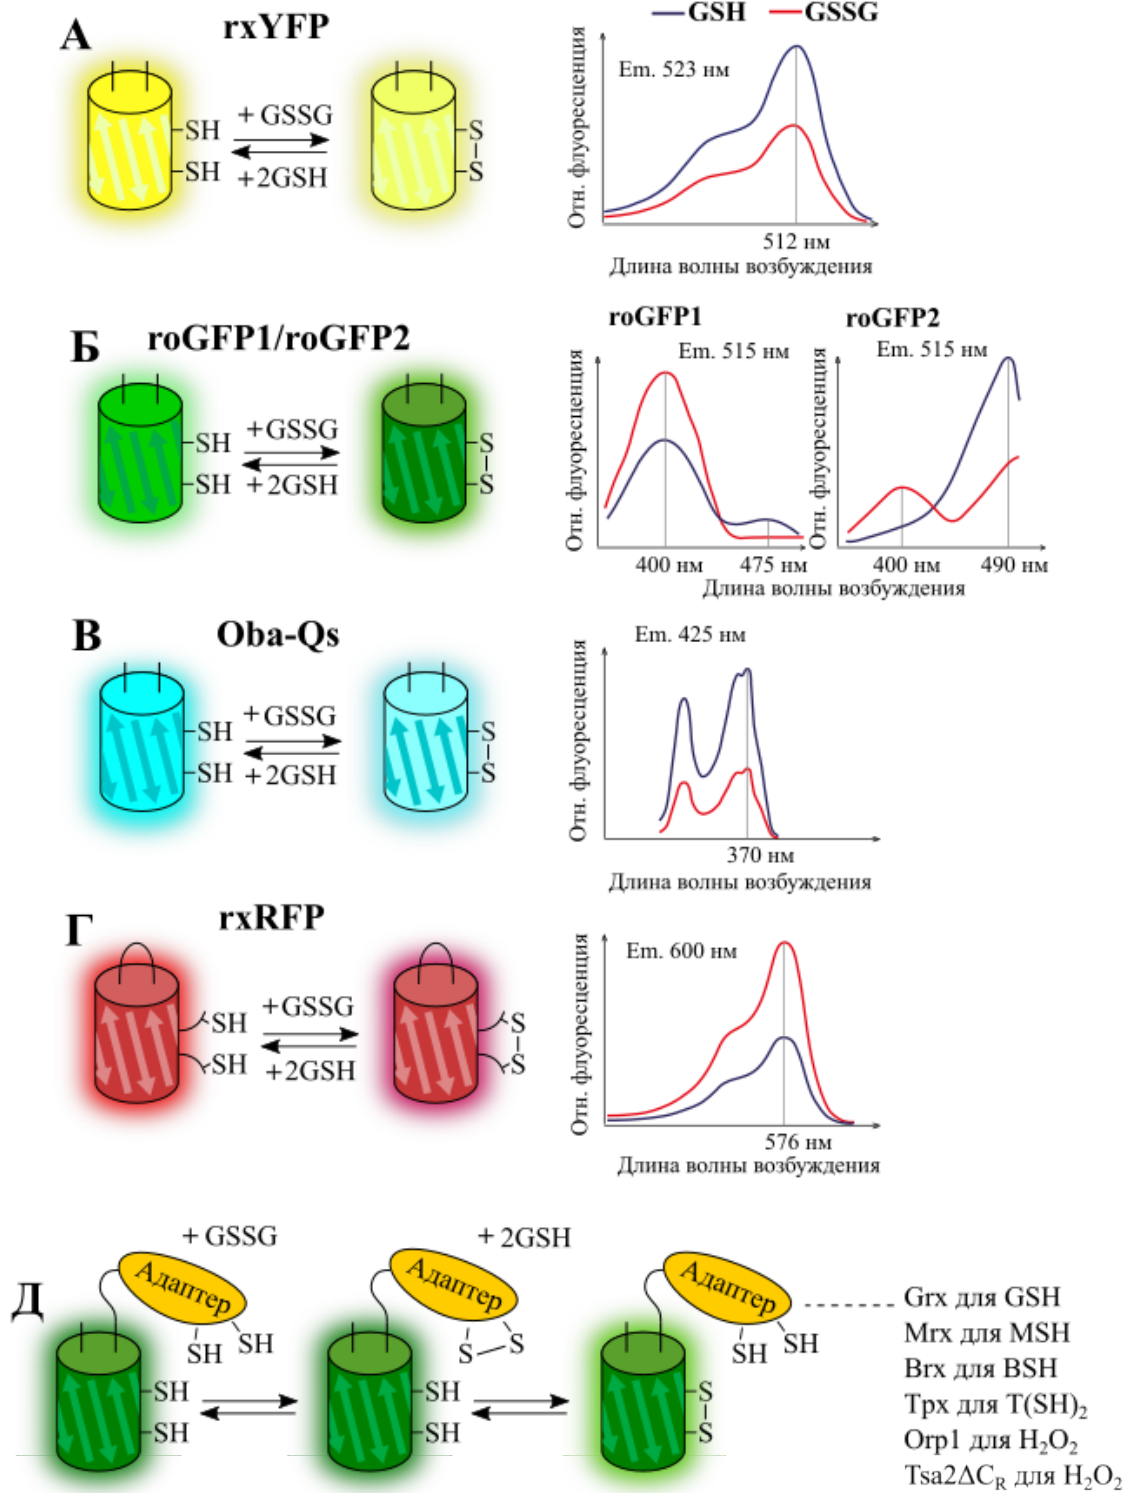 А
rxYFP
GSH
GSSG
SH
SH
+ GSSG
+2GSH
S
S
Em. 523 нм
Отн. флуоресценция
512 нм
Длина волны возбуждения
Б
roGFP1/roGFP2
SH
SH
+GSSG
+2GSH
S
S
roGFP1
roGFP2
Em. 515 нм
Em. 515 нм
Отн. флуоресценция
Отн. флуоресценция
400 нм
475 нм
400 нм
490 нм
Длина волны возбуждения
В
Oba-Qs
SH
SH
+ GSSG
+2GSH
S
S
Em. 425 нм
Отн. флуоресценция
370 нм
Длина волны возбуждения
Г
rxRFP
SH
SH
+GSSG
+2GSH
S
S
Em. 600 нм
Отн. флуоресценция
576 нм
Длина волны возбуждения
Д
+ GSSG
+ 2GSH
Адаптер
SH
SH
SH
SH
Адаптер
S
S
SH
SH
Адаптер
SH
SH
S
S
Grx для GSH
Mrx для MSH
Brx для BSH
Tpx для T(SH)₂
Orp1 для H₂O₂
Tsa2ΔC_R для H₂O₂